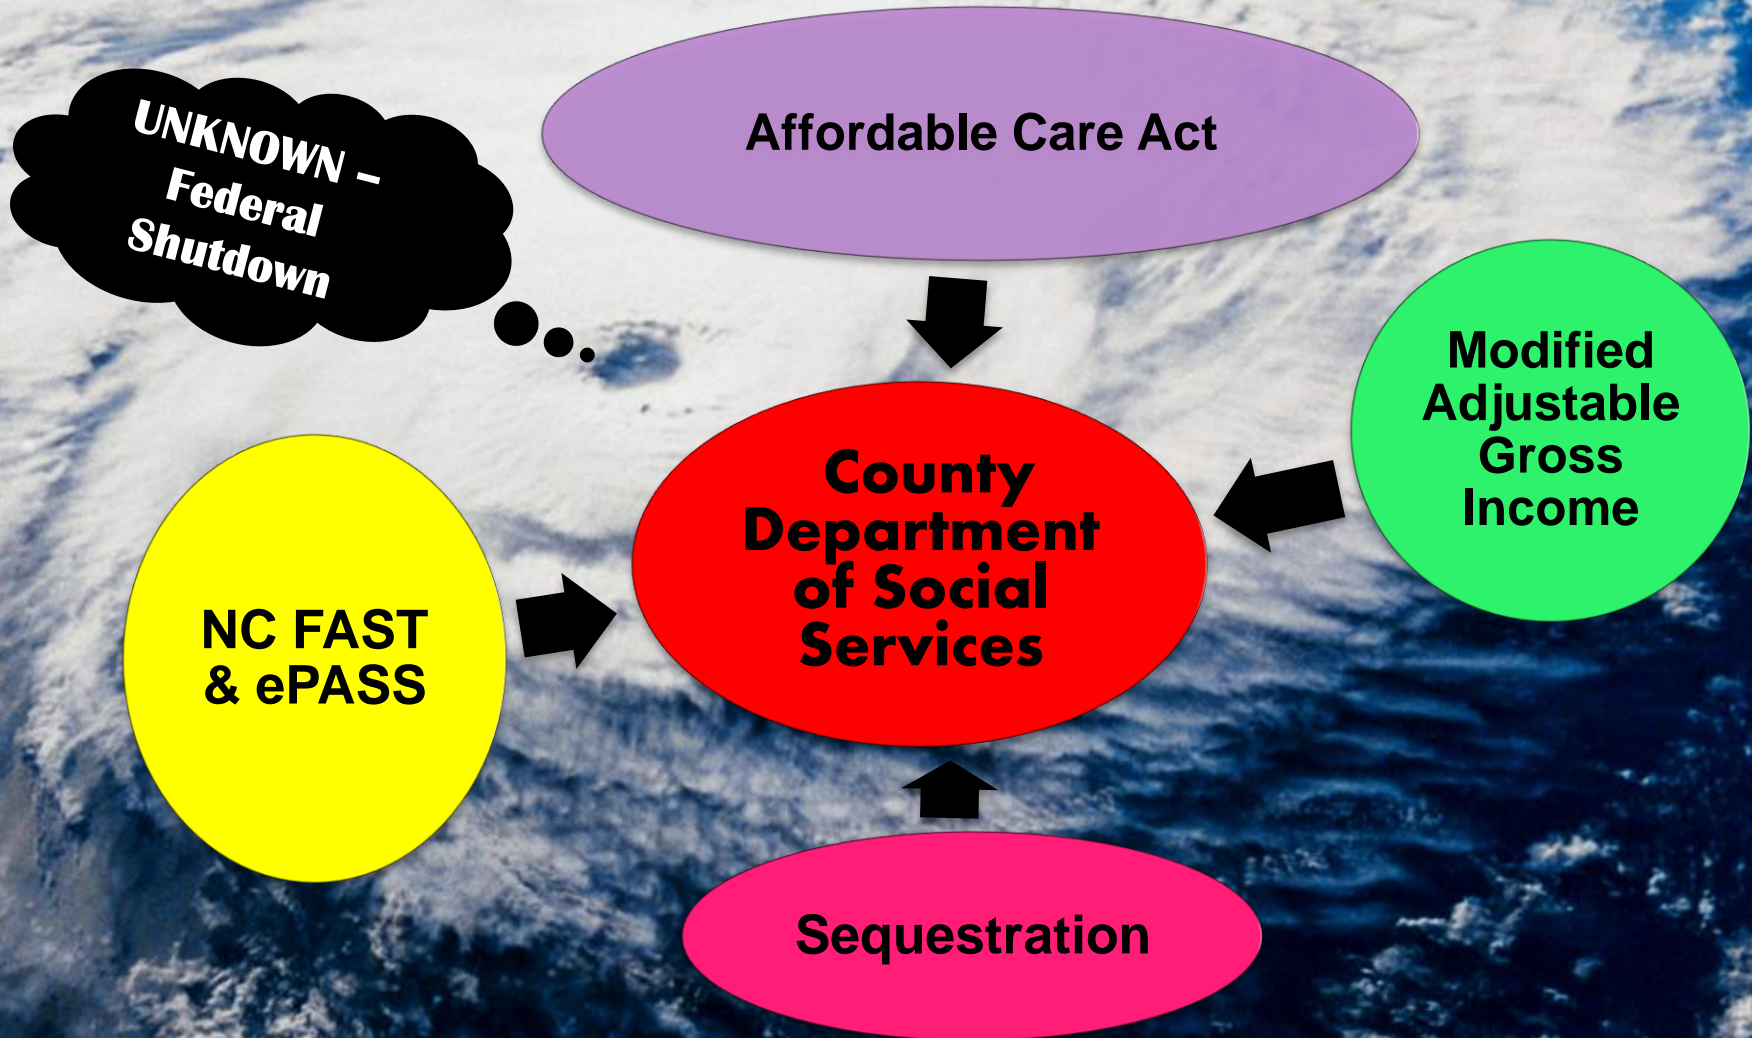 Affordable Care Act
UNKNOWN –
Federal
Shutdown
Modified
Adjustable
Gross
Income
County
Department
of Social
Services
NC FAST
& ePASS
Sequestration